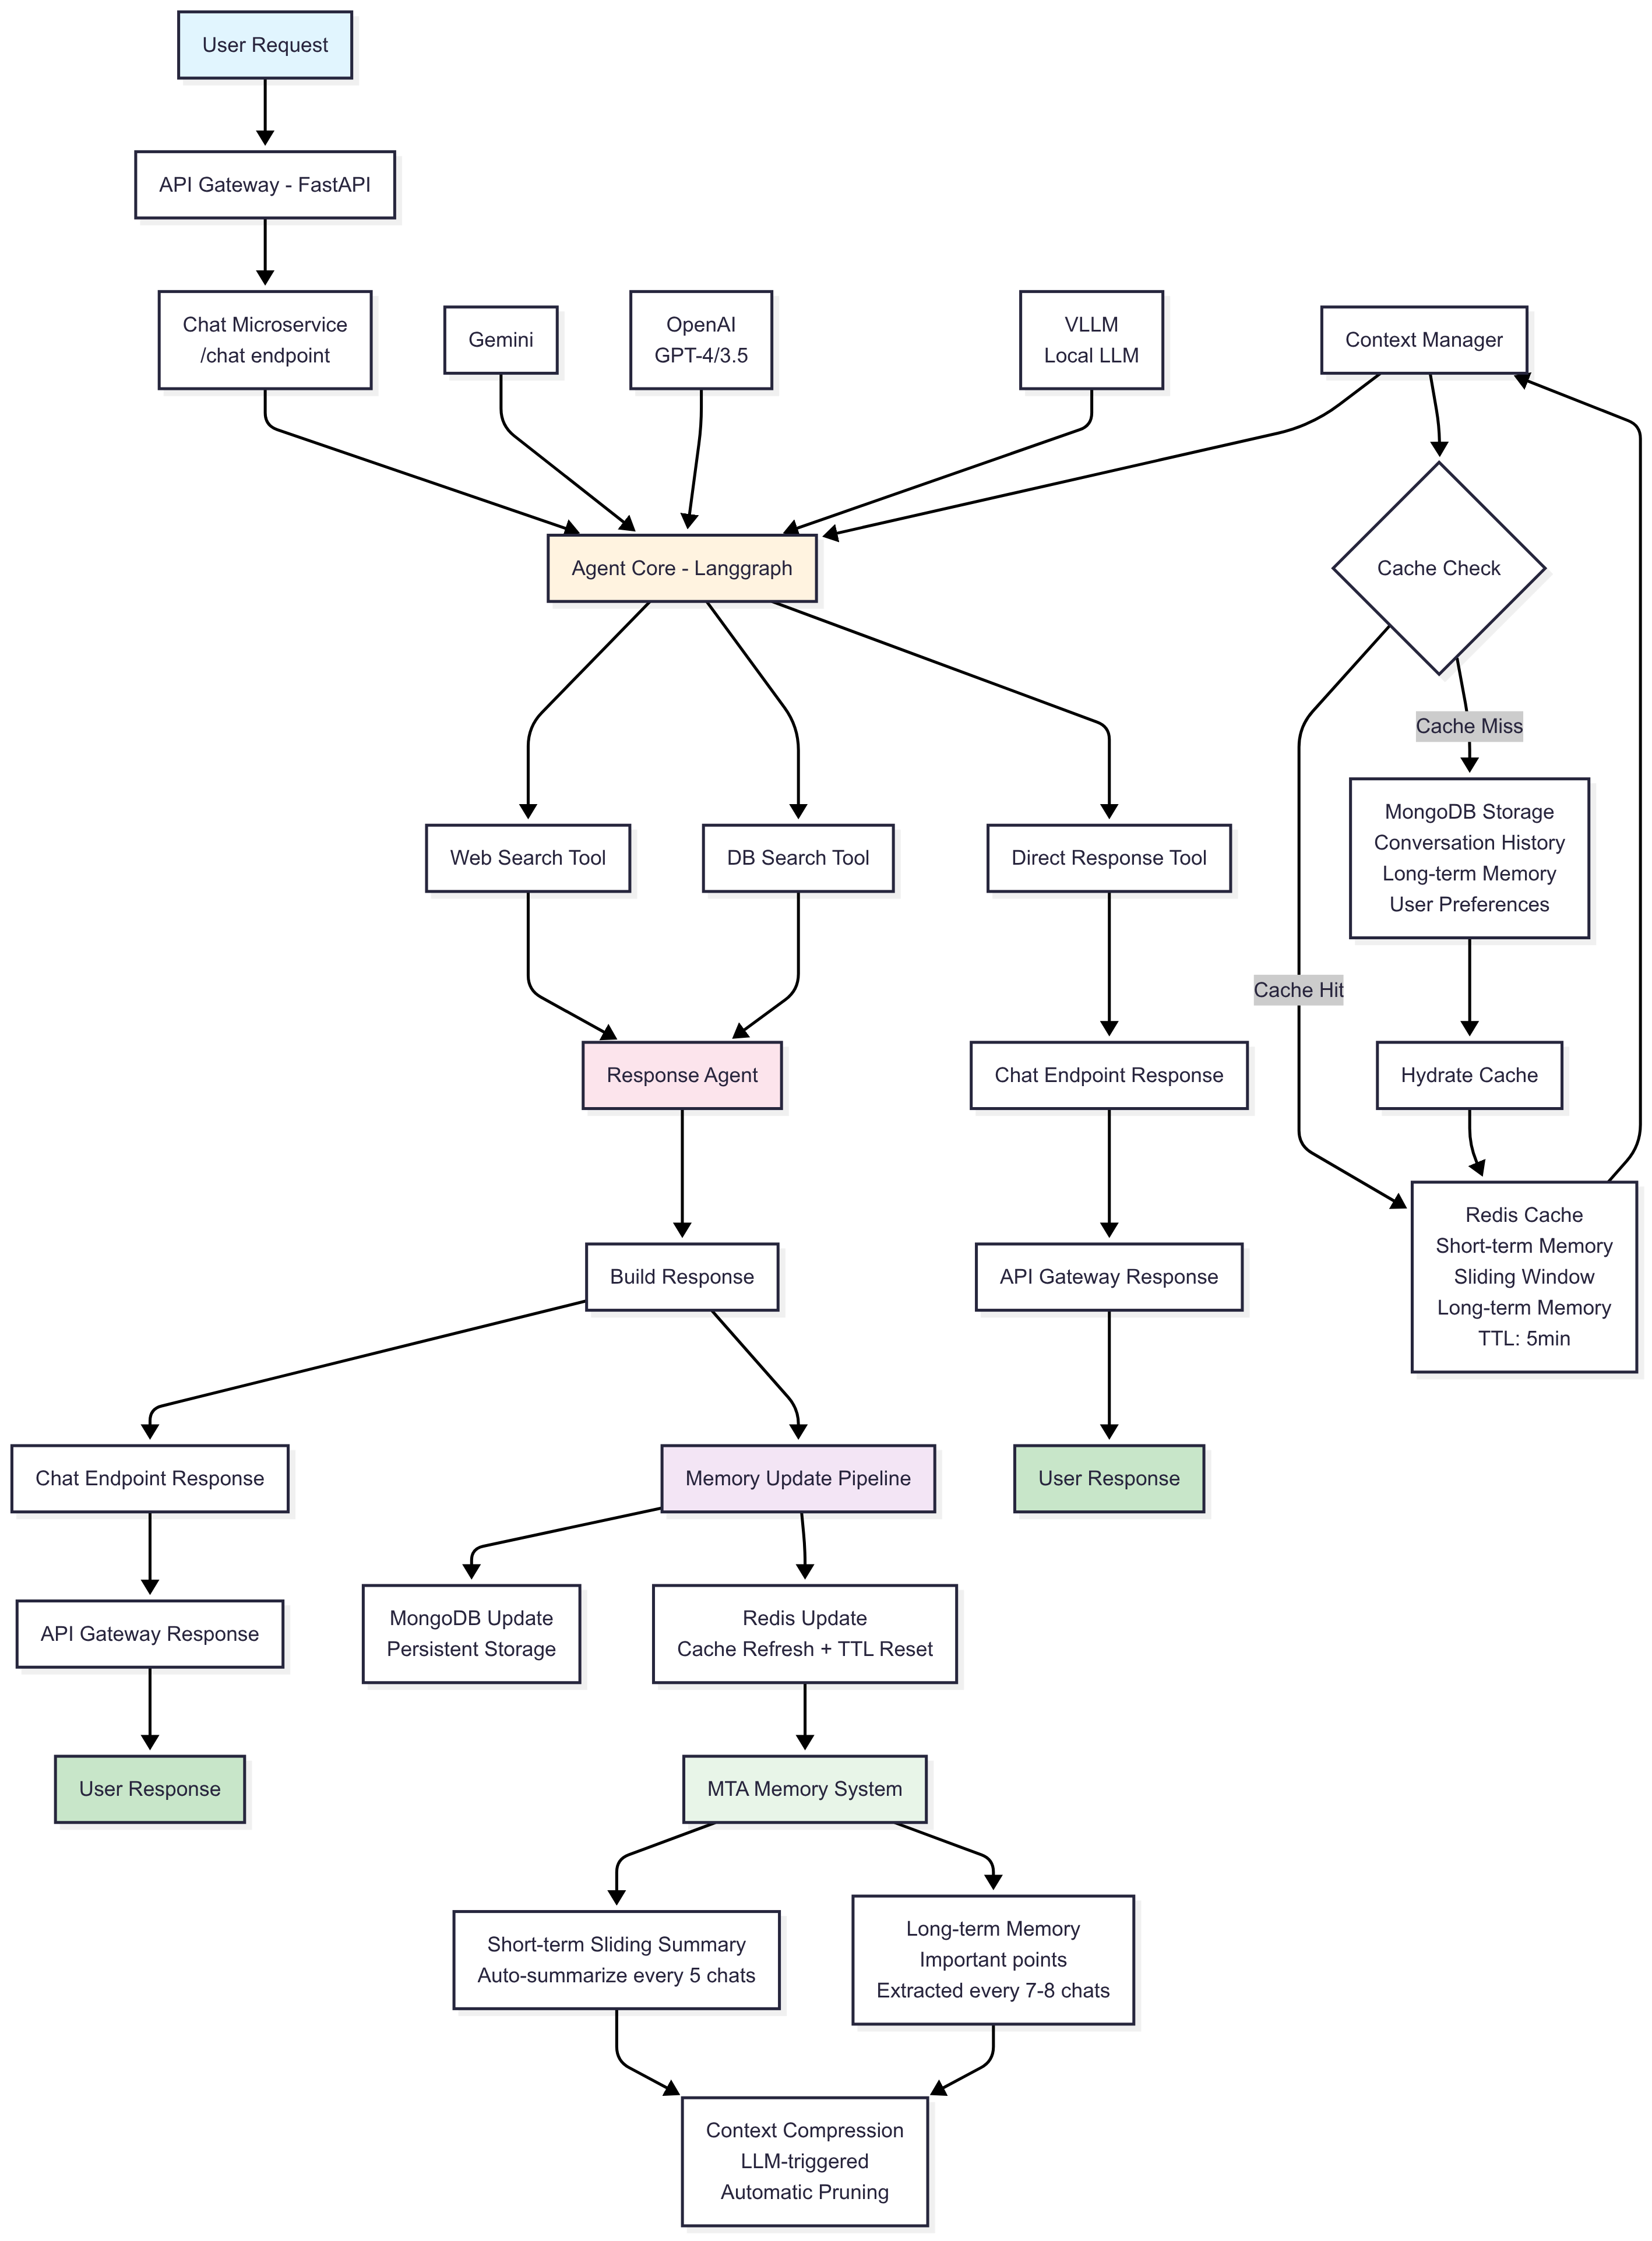 User Request
API Gateway - FastAPI
Chat Microservice
/chat endpoint
Gemini
OpenAI
GPT-4/3.5
VLLM
Local LLM
Context Manager
Agent Core - Langgraph
Cache Check
Cache Miss
Web Search Tool
DB Search Tool
Direct Response Tool
MongoDB Storage
Conversation History
Long-term Memory
User Preferences
Cache Hit
Response Agent
Chat Endpoint Response
Hydrate Cache
Build Response
API Gateway Response
Redis Cache
Short-term Memory
Sliding Window
Long-term Memory
TTL: 5min
Chat Endpoint Response
Memory Update Pipeline
User Response
API Gateway Response
MongoDB Update
Persistent Storage
Redis Update
Cache Refresh + TTL Reset
User Response
MTA Memory System
Short-term Sliding Summary
Auto-summarize every 5 chats
Long-term Memory
Important points
Extracted every 7-8 chats
Context Compression
LLM-triggered
Automatic Pruning